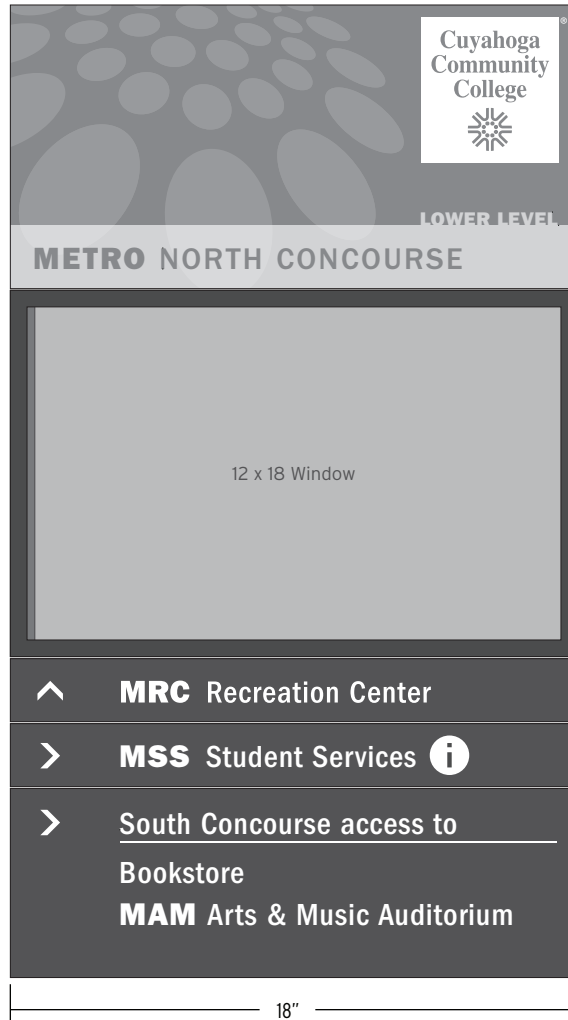 Cuyahoga
Community
College
®
LOWER LEVEL
METRO NORTH CONCOURSE
12 x 18 Window
MRC Recreation Center
MSS Student Services i
South Concourse access to
Bookstore
MAM Arts & Music Auditorium
18"